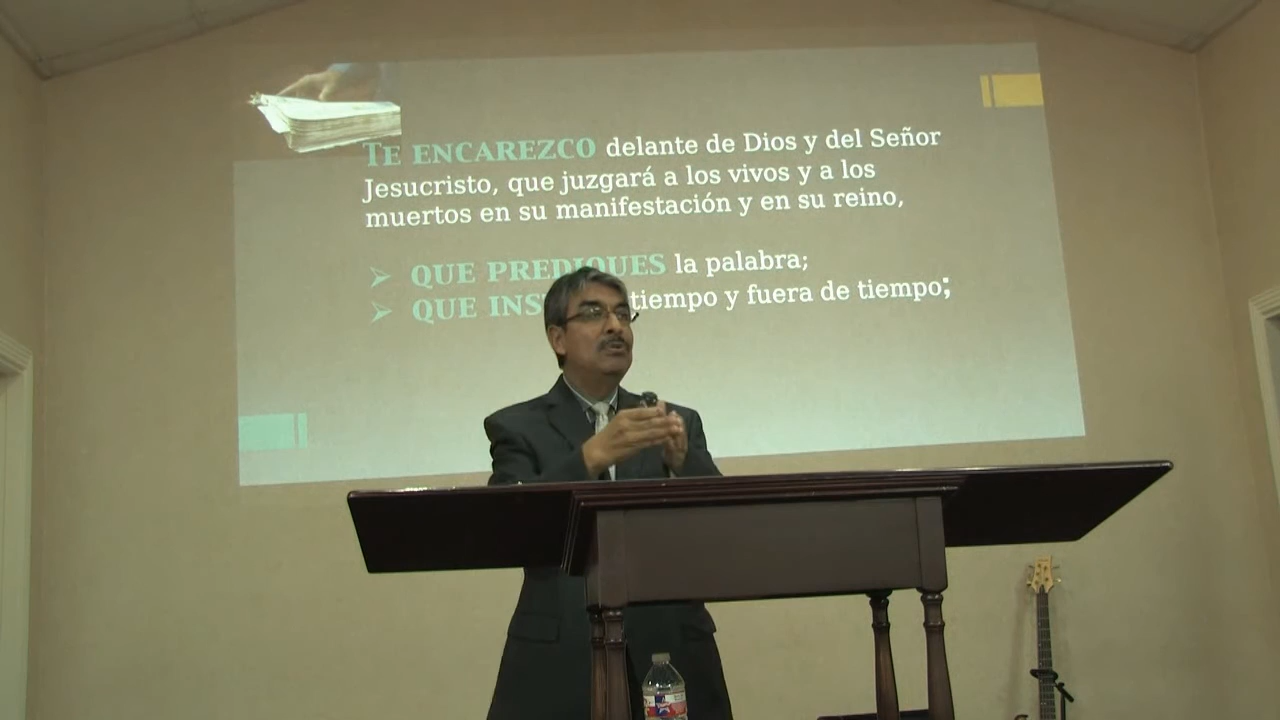 TE ENCAREZCO delante de Dios y del Señor
Jesucristo, que juzgará a los vivos y a los
muertos en su manifestación y en su reino,
➢ QUE PREDIQUES la palabra;
➢ QUE tiempo y fuera de tiempo;